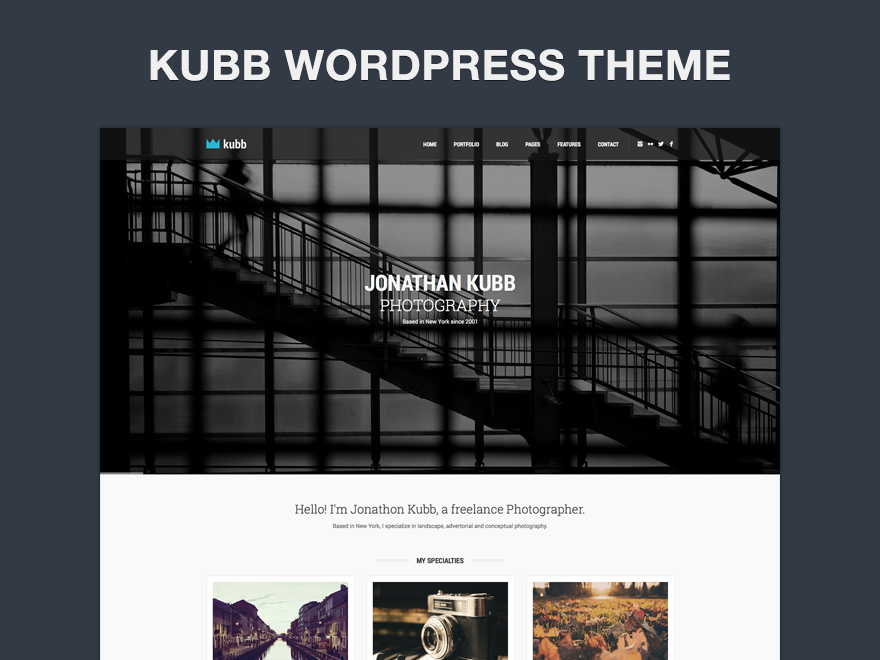 KUBB WORDPRESS THEME
kubb
HOME PORTFOLIO BLOG PAGES FEATURES CONTACT
JONATHAN KUBB
PHOTOGRAPHY
Based in New York since 2001
Hello! I'm Jonathon Kubb, a freelance Photographer.
Based in New York, I specialize in landscape, advertorial and conceptual photography.
MY SPECIALTIES